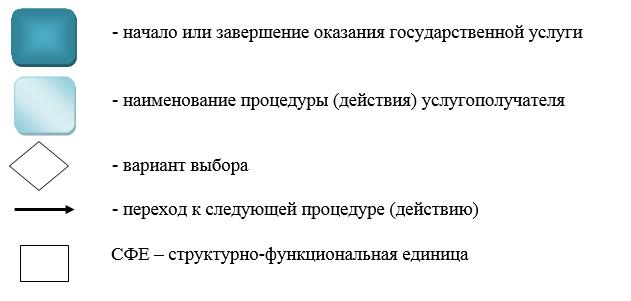 - начало или завершение оказания государственной услуги
- наименование процедуры (действия) услугополучателя
- вариант выбора
- переход к следующей процедуре (действию)
СФЕ – структурно-функциональная единица